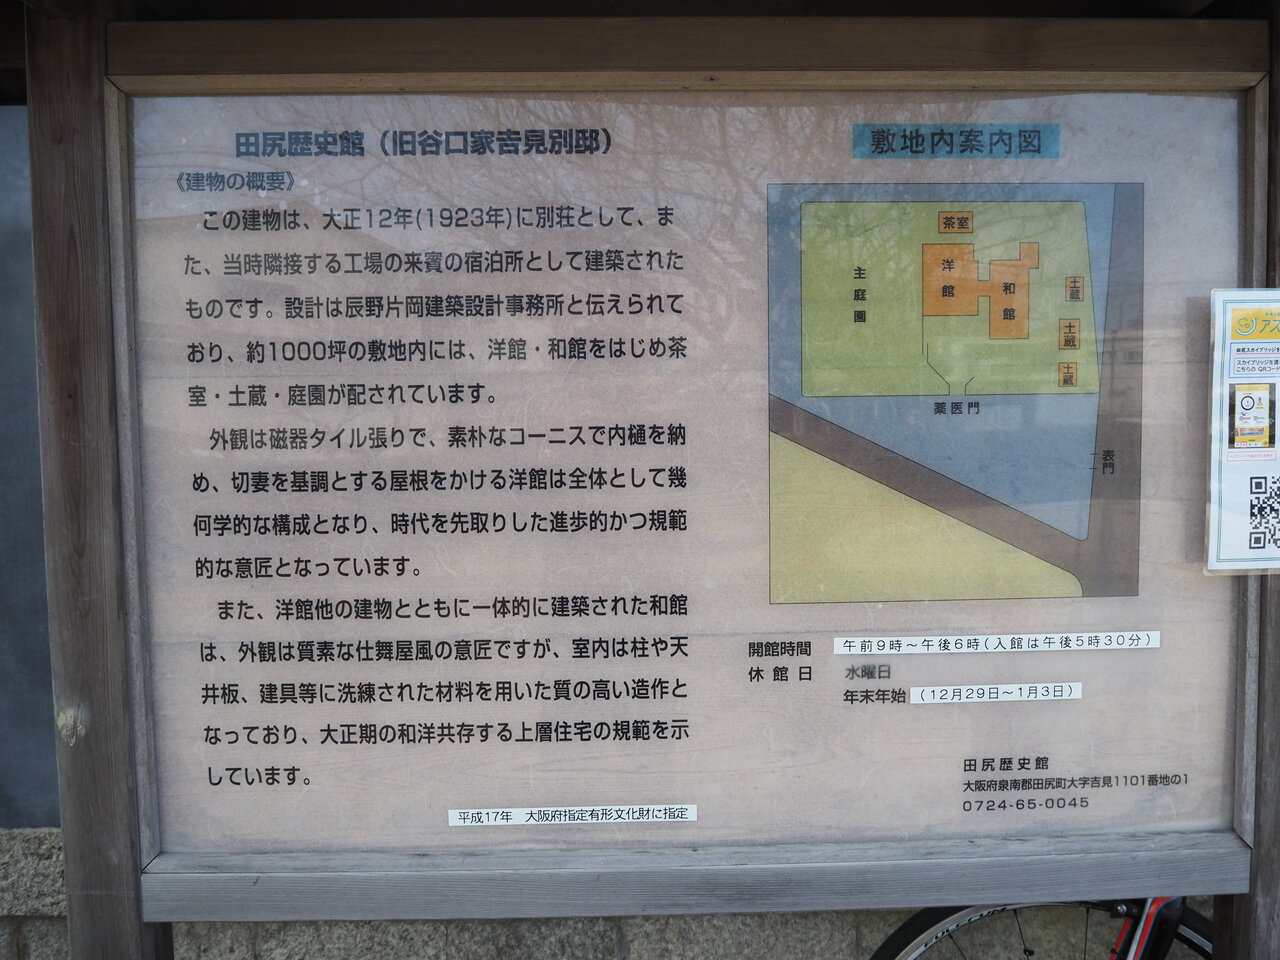 田尻歴史館（旧谷口家吉見別邸）
《建物の概要》
この建物は、大正12年(1923年)に別荘として、ま
た、当時隣接する工場の来賓の宿泊所として建築された
ものです。設計は辰野片岡建築設計事務所と伝えられて
おり、約1000坪の敷地内には、洋館・和館をはじめ茶
室・土蔵・庭園が配されています。
外観は磁器タイル張りで、素朴なコーニスで内樋を納
め、切妻を基調とする屋根をかける洋館は全体として幾
何学的な構成となり、時代を先取りした進歩的かつ規範
的な意匠となっています。
また、洋館他の建物とともに一体的に建築された和館
は、外観は質素な仕舞屋風の意匠ですが、室内は柱や天
井板、建具等に洗練された材料を用いた質の高い造作と
なっており、大正期の和洋共存する上層住宅の規範を示
しています。
平成17年　大阪府指定有形文化財に指定
敷地内案内図
茶室
洋館
和館
主庭園
土蔵
土蔵
土蔵
薬医門
表門
開館時間　午前9時～午後6時(入館は午後5時30分)
休館日　水曜日
年末年始（12月29日～1月3日）
田尻歴史館
大阪府泉南郡田尻町大字吉見1101番地の1
0724-65-0045